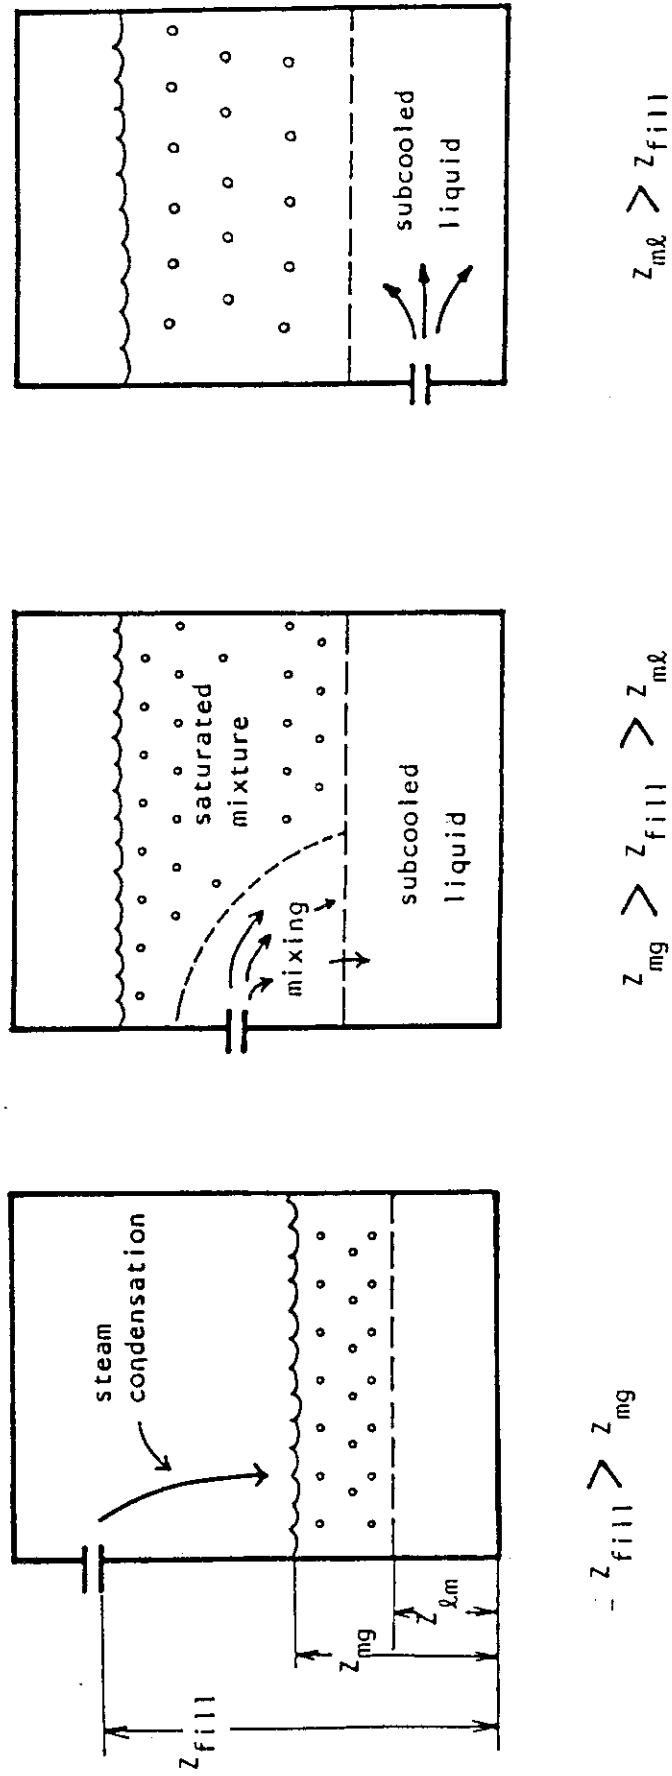 steam
condensation
Z_fill
Z_mg
Z_ℓm
Z_fill > Z_mg
saturated
mixture
mixing
subcooled
liquid
Z_mg > Z_fill > Z_mℓ
subcooled
liquid
Z_mℓ > Z_fill